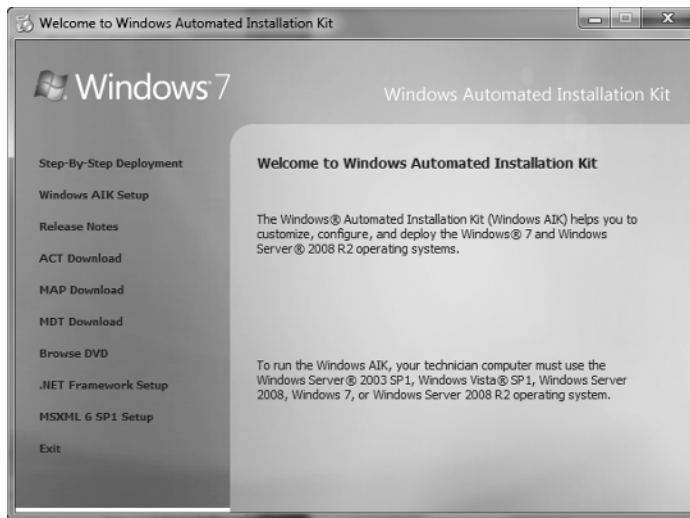 Welcome to Windows Automated Installation Kit
Windows 7
Windows Automated Installation Kit
Step-By-Step Deployment
Windows AIK Setup
Release Notes
ACT Download
MAP Download
MDT Download
Browse DVD
.NET Framework Setup
MSXML 6 SP1 Setup
Exit
Welcome to Windows Automated Installation Kit
The Windows® Automated Installation Kit (Windows AIK) helps you to
customize, configure, and deploy the Windows® 7 and Windows
Server® 2008 R2 operating systems.
To run the Windows AIK, your technician computer must use the
Windows Server® 2003 SP1, Windows Vista® SP1, Windows Server
2008, Windows 7, or Windows Server 2008 R2 operating system.